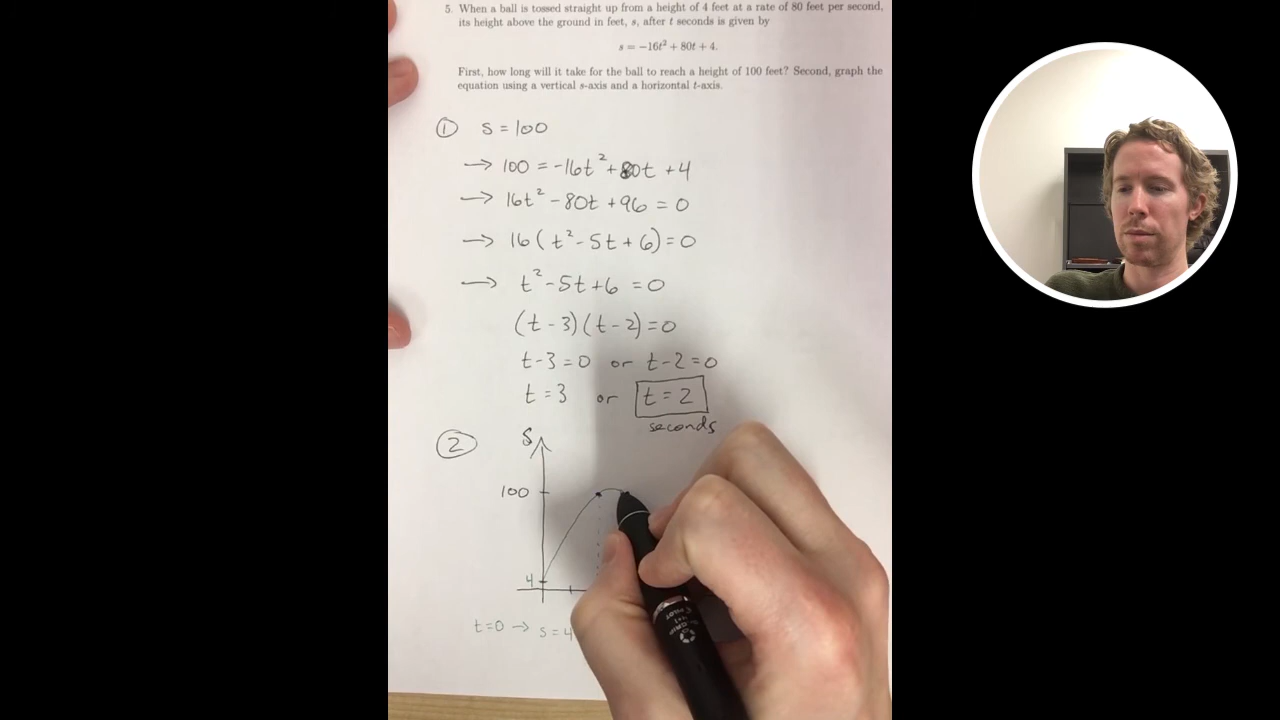 5. When a ball is tossed straight up from a height of 4 feet at a rate of 80 feet per second,
its height above the ground in feet, s, after t seconds is given by
s = −16t² + 80t + 4.
First, how long will it take for the ball to reach a height of 100 feet? Second, graph the
equation using a vertical s-axis and a horizontal t-axis.
① s = 100
→ 100 = -16t² + 80t + 4
→ 16t² - 80t + 96 = 0
→ 16(t² - 5t + 6) = 0
→ t² - 5t + 6 = 0
(t - 3)(t - 2) = 0
t - 3 = 0 or t - 2 = 0
t = 3 or t = 2
seconds
② s
100
4
t = 0 → s = 4
PILOT